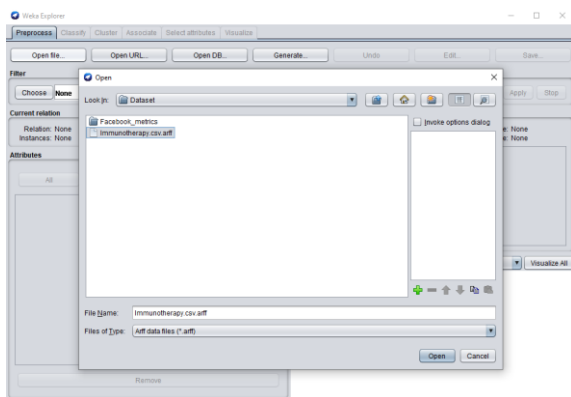 Weka Explorer
Preprocess Classify Cluster Associate Select attributes Visualize
Open file... Open URL... Open DB... Generate... Undo Edit... Save...
Filter
Choose None Apply Stop
Current relation
Relation: None
Instances: None
e: None
s: None
Attributes
All
Visualize All
Remove
Open
Look In: Dataset
Facebook_metrics
Immunotherapy.csv.arff
Invoke options dialog
File Name: Immunotherapy.csv.arff
Files of Type: Arff data files (*.arff)
Open Cancel